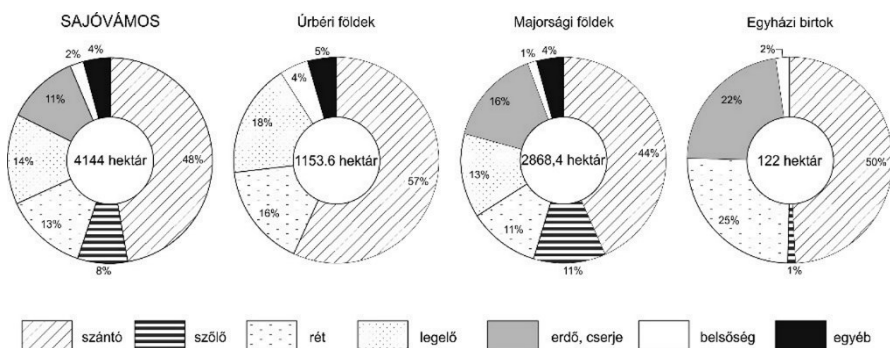 SAJÓVÁMOS
Úrbéri földek
Majorsági földek
Egyházi birtok
2%
4%
11%
14%
13%
8%
48%
4144 hektár
4%
5%
18%
16%
57%
1153.6 hektár
1%
4%
16%
13%
11%
11%
44%
2868,4 hektár
2%
22%
25%
1%
50%
122 hektár
szántó
szőlő
rét
legelő
erdő, cserje
belsőség
egyéb